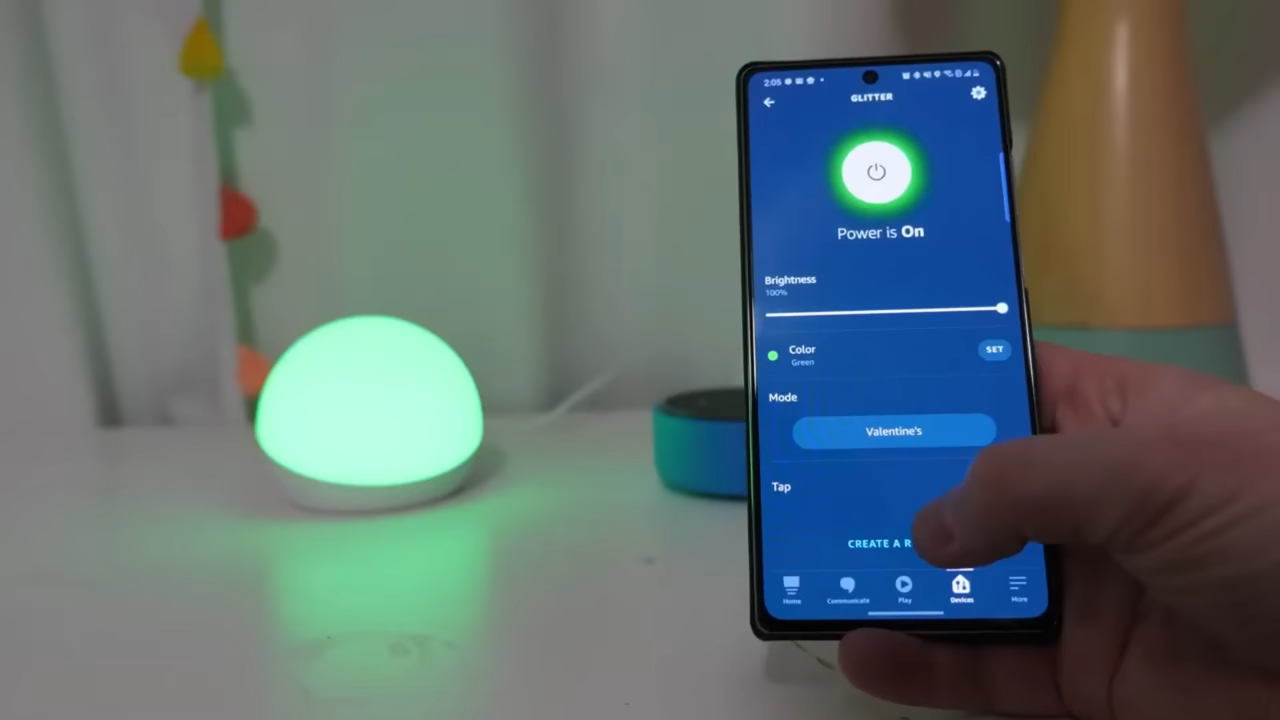 2:05
GLITTER
Power is On
Brightness
100%
Color
Green
SET
Mode
Valentine's
Tap
CREATE A R
Home
Communicate
Play
Devices
More